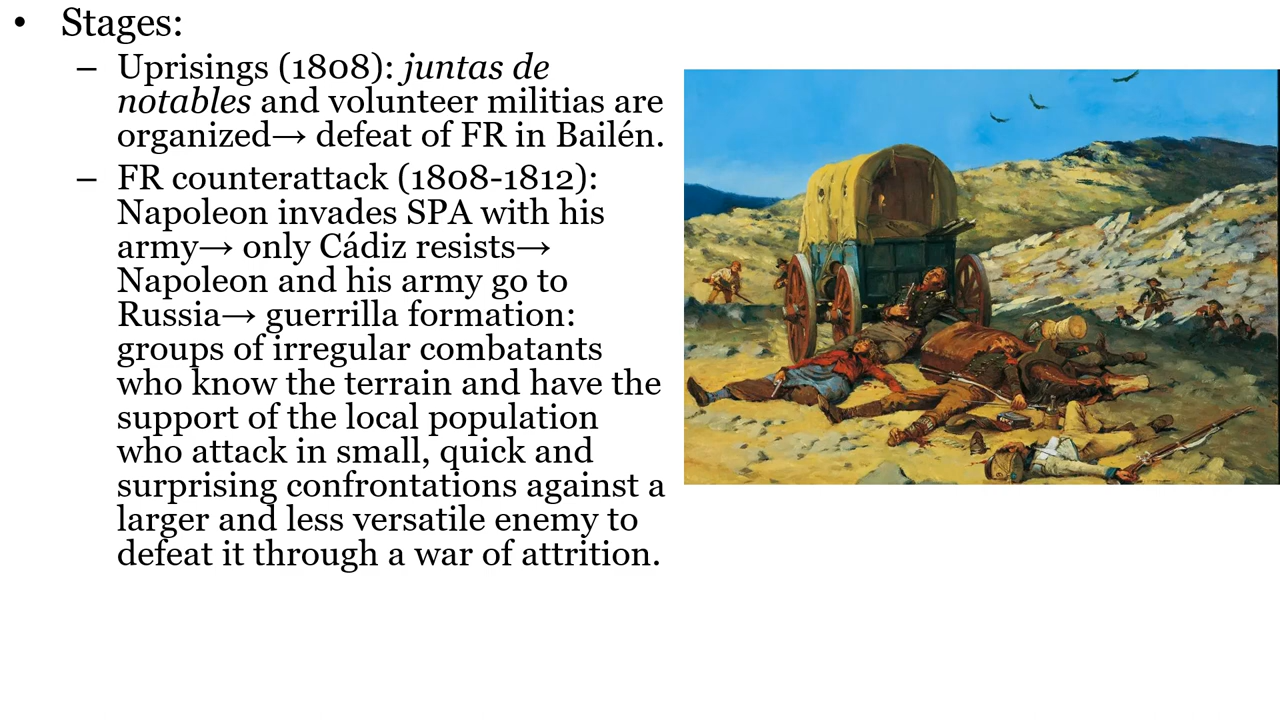 • Stages:
– Uprisings (1808): juntas de
notables and volunteer militias are
organized→ defeat of FR in Bailén.
– FR counterattack (1808-1812):
Napoleon invades SPA with his
army→ only Cádiz resists→
Napoleon and his army go to
Russia→ guerrilla formation:
groups of irregular combatants
who know the terrain and have the
support of the local population
who attack in small, quick and
surprising confrontations against a
larger and less versatile enemy to
defeat it through a war of attrition.